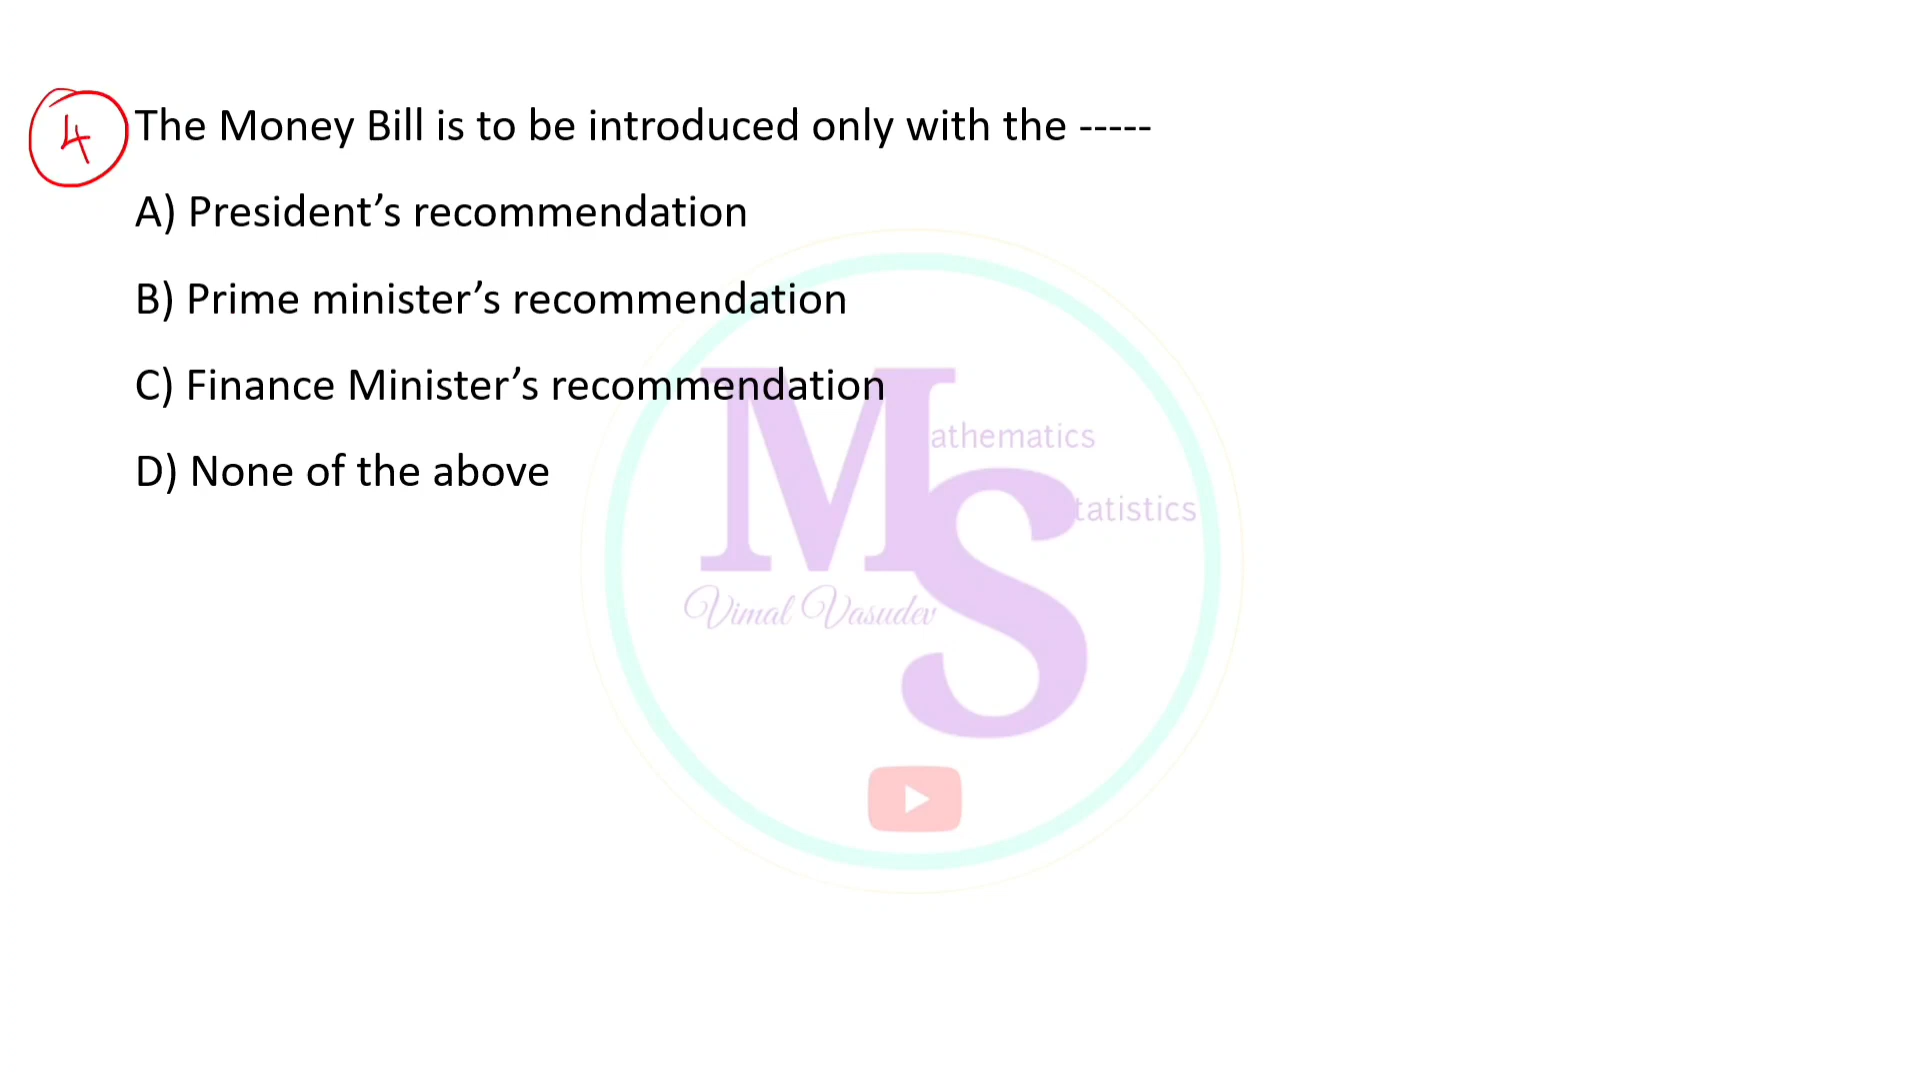 4 The Money Bill is to be introduced only with the -----
A) President’s recommendation
B) Prime minister’s recommendation
C) Finance Minister’s recommendation
D) None of the above
M athematics
S tatistics
Vimal Vasudev